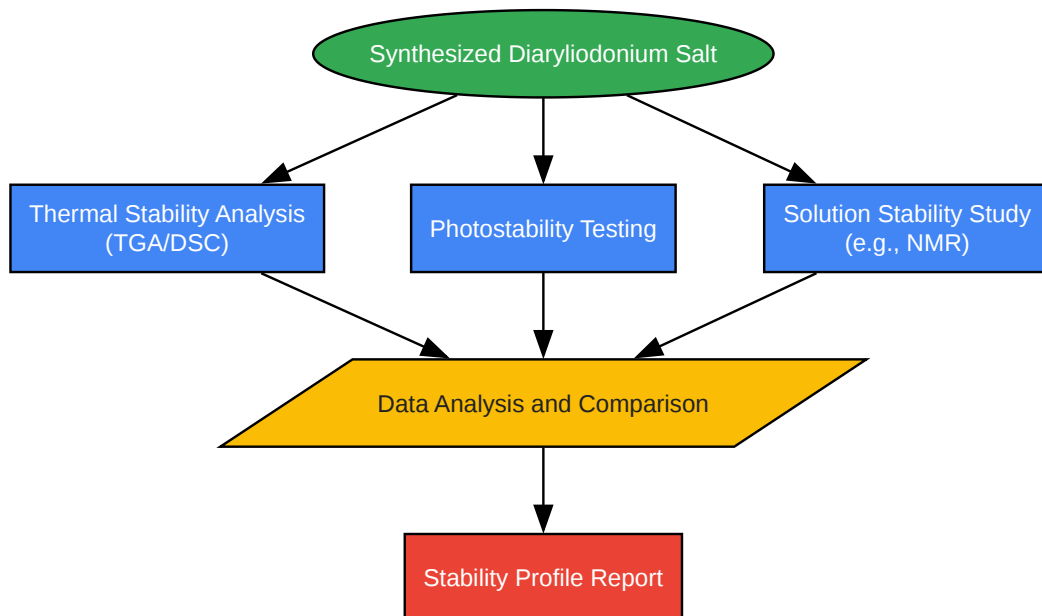 Synthesized Diaryliodonium Salt
Thermal Stability Analysis
(TGA/DSC)
Photostability Testing
Solution Stability Study
(e.g., NMR)
Data Analysis and Comparison
Stability Profile Report